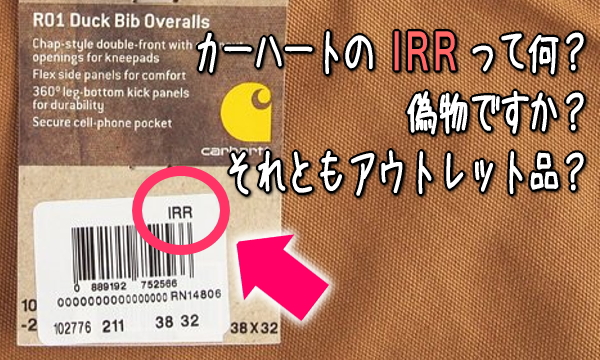 R01 Duck Bib Overalls
Chap-style double-front with
openings for kneepads
Flex side panels for comfort
360° leg-bottom kick panels
for durability
Secure cell-phone pocket
carhartt
カーハートの IRR って何？
偽物ですか？
それともアウトレット品？
IRR
0 889192 752566
0000000000000000 RN14806
102776 211 38 32
38 X 32